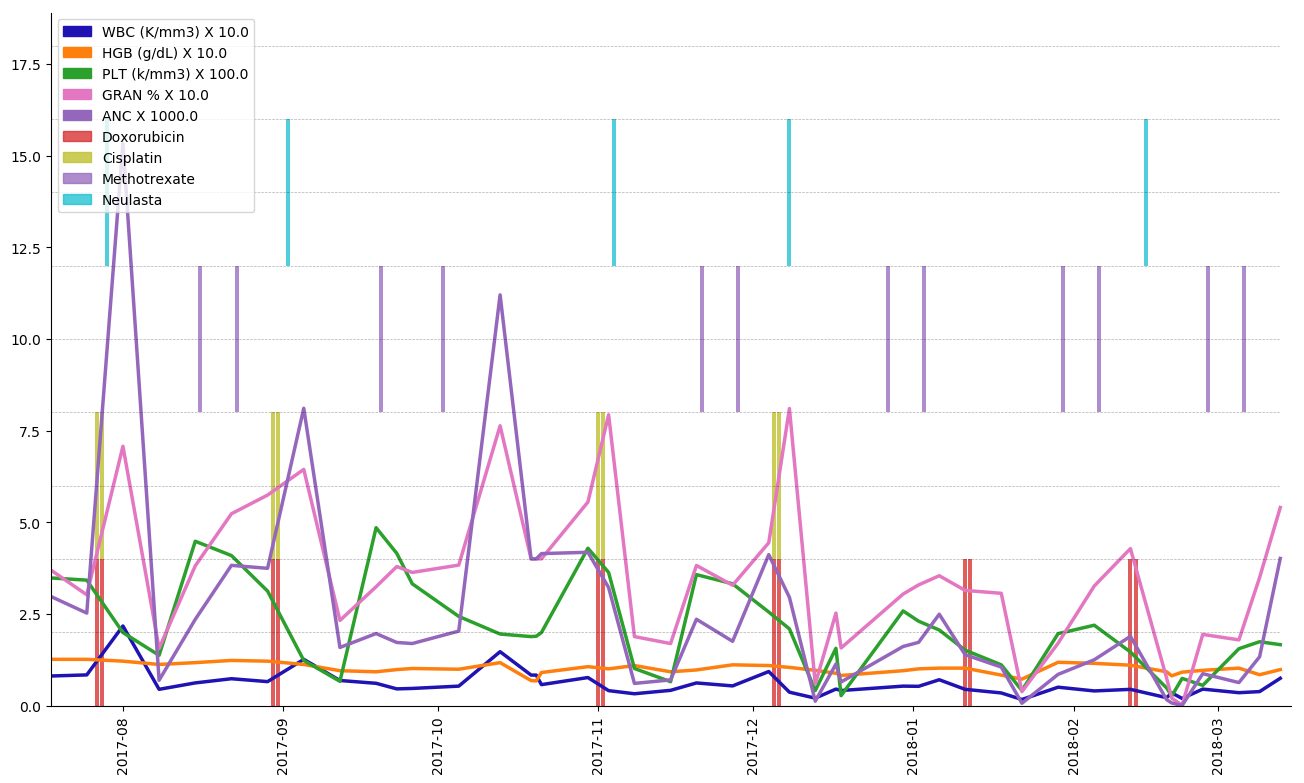 WBC (K/mm3) X 10.0
HGB (g/dL) X 10.0
PLT (k/mm3) X 100.0
GRAN % X 10.0
ANC X 1000.0
Doxorubicin
Cisplatin
Methotrexate
Neulasta
17.5
15.0
12.5
10.0
7.5
5.0
2.5
0.0
2017-08
2017-09
2017-10
2017-11
2017-12
2018-01
2018-02
2018-03